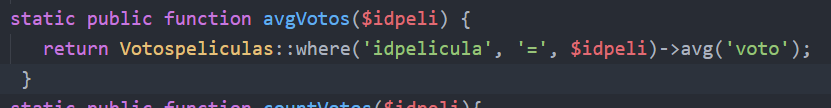 static public function avgVotos($idpeli) {
return Votospeliculas::where('idpelicula', '=', $idpeli)->avg('voto');
}
static public function countVotos($idpeli){